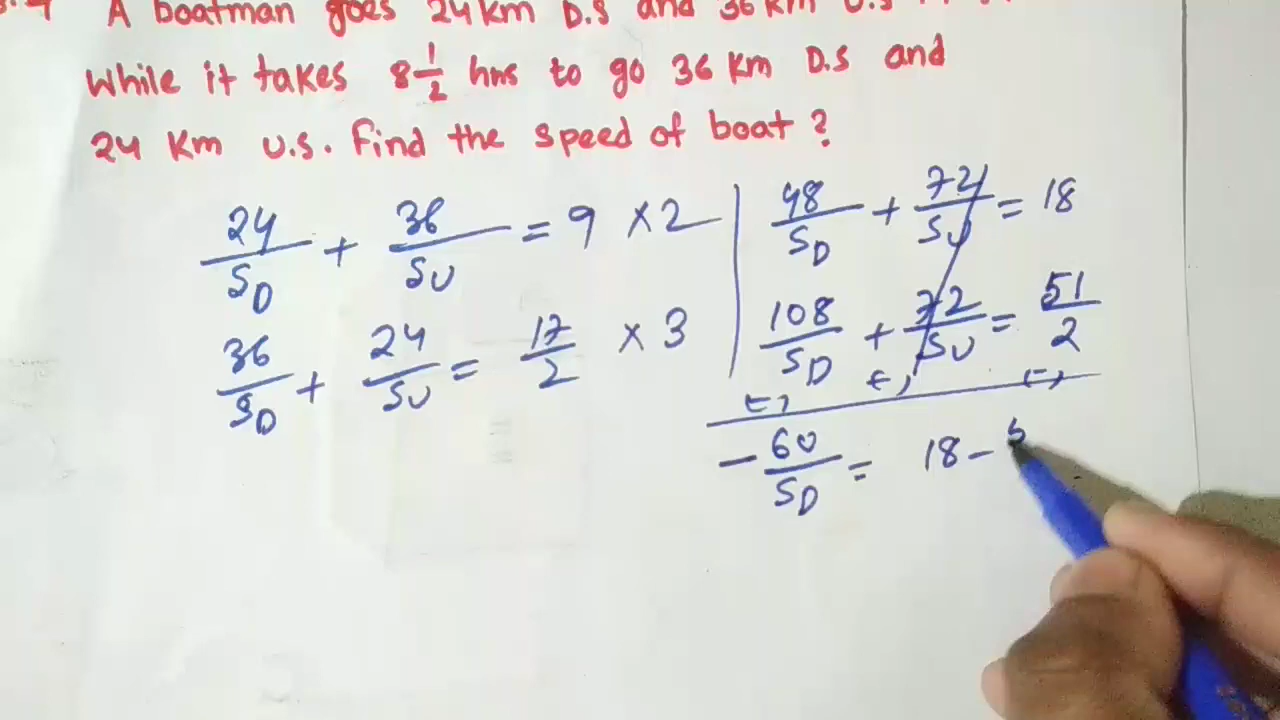 A boatman goes 24 km D.S and 36 km U.S
While it takes 8 1/2 hrs to go 36 Km D.S and
24 Km U.S. Find the speed of boat ?
24/SD + 36/SU = 9 ×2
36/SD + 24/SU = 17/2 ×3
48/SD + 72/SU = 18
108/SD + 72/SU = 51/2
(-) (-) (-)
-60/SD = 18 -